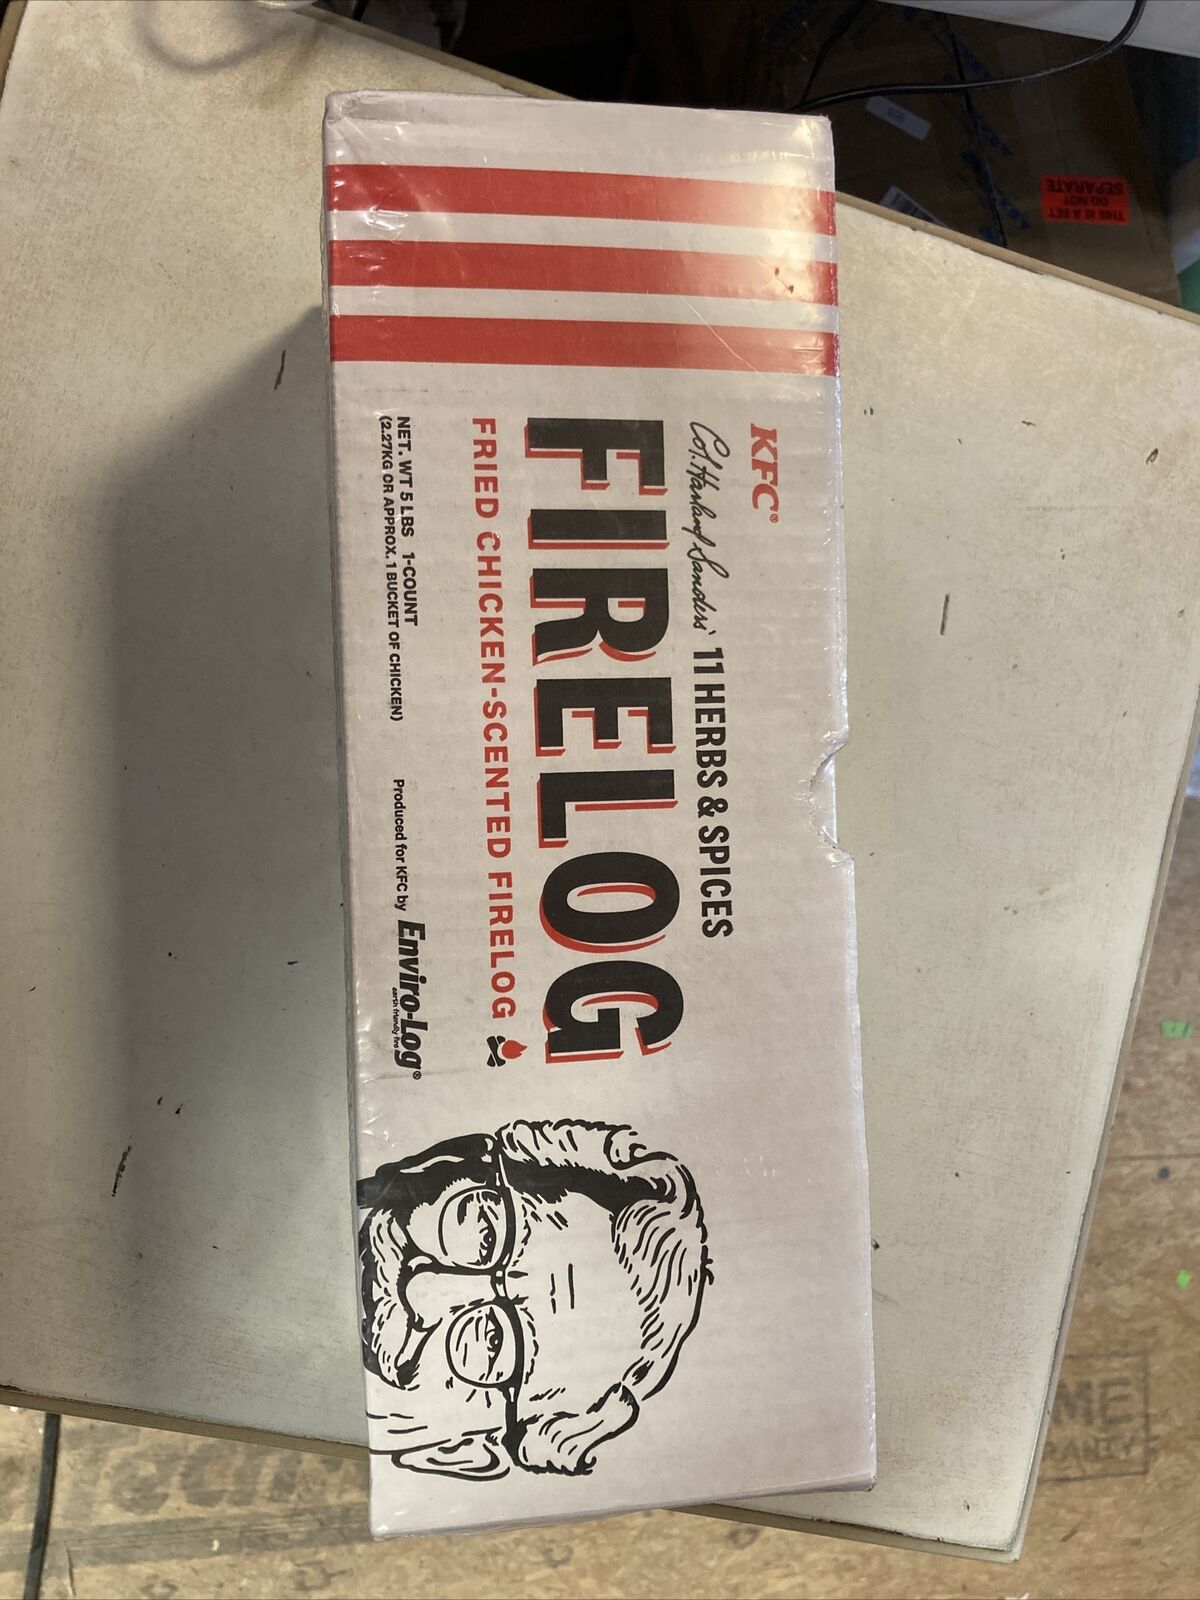 KFC®
Col. Harland Sanders' 11 HERBS & SPICES
FIRELOG
FRIED CHICKEN-SCENTED FIRELOG
NET. WT 5 LBS 1-COUNT
(2.27KG OR APPROX. 1 BUCKET OF CHICKEN)
Produced for KFC by Enviro-Log®
earth friendly fire
THIS IS A SET
DO NOT
SEPARATE